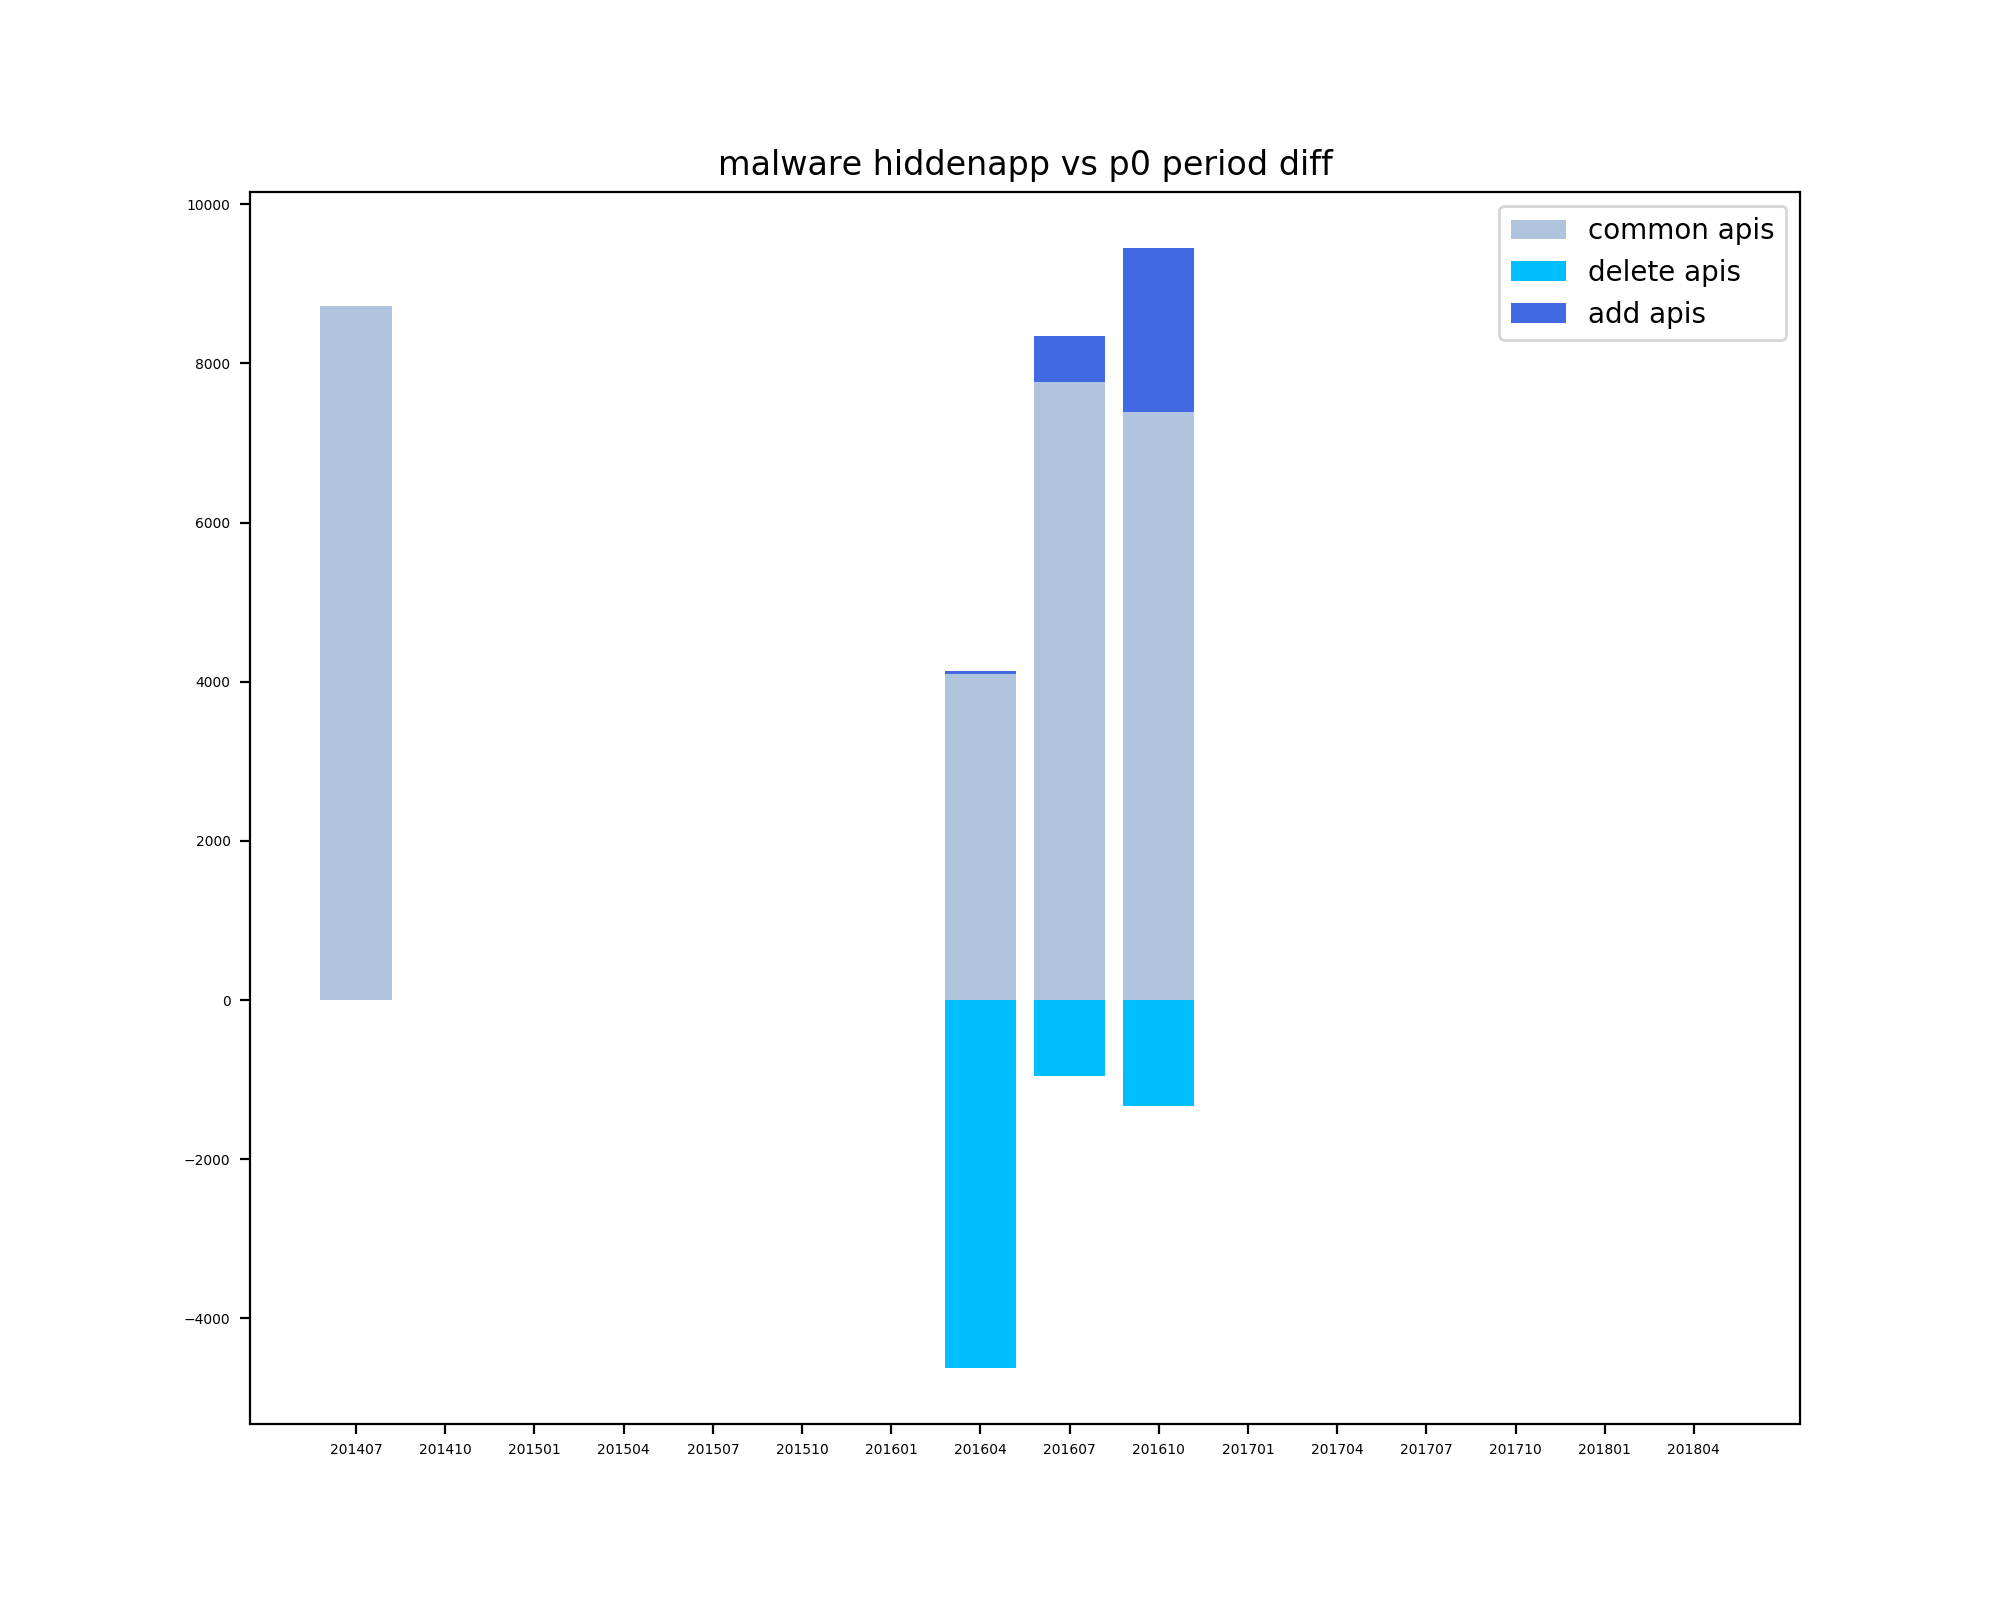 malware hiddenapp vs p0 period diff
10000
8000
6000
4000
2000
0
−2000
−4000
common apis
delete apis
add apis
201407 201410 201501 201504 201507 201510 201601 201604 201607 201610 201701 201704 201707 201710 201801 201804